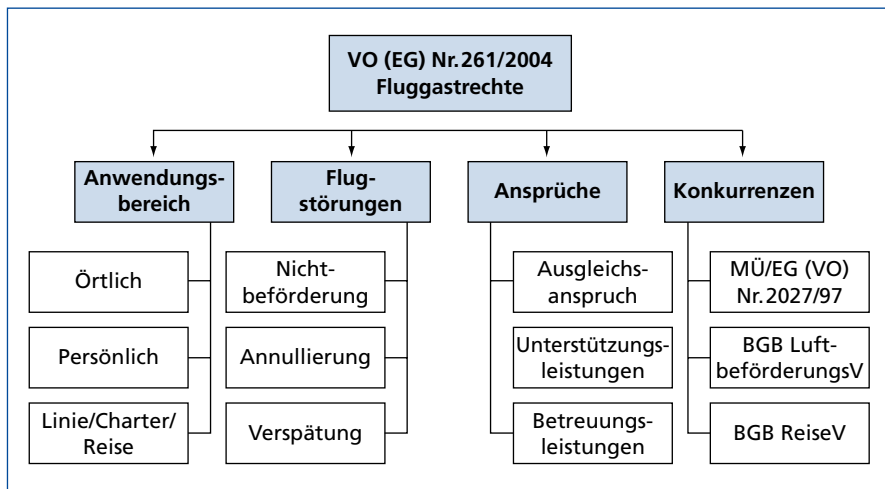 VO (EG) Nr. 261/2004
Fluggastrechte
Anwendungs-
bereich
Örtlich
Persönlich
Linie/Charter/
Reise
Flug-
störungen
Nicht-
beförderung
Annullierung
Verspätung
Ansprüche
Ausgleichs-
anspruch
Unterstützungs-
leistungen
Betreuungs-
leistungen
Konkurrenzen
MÜ/EG (VO)
Nr. 2027/97
BGB Luft-
beförderungsV
BGB ReiseV